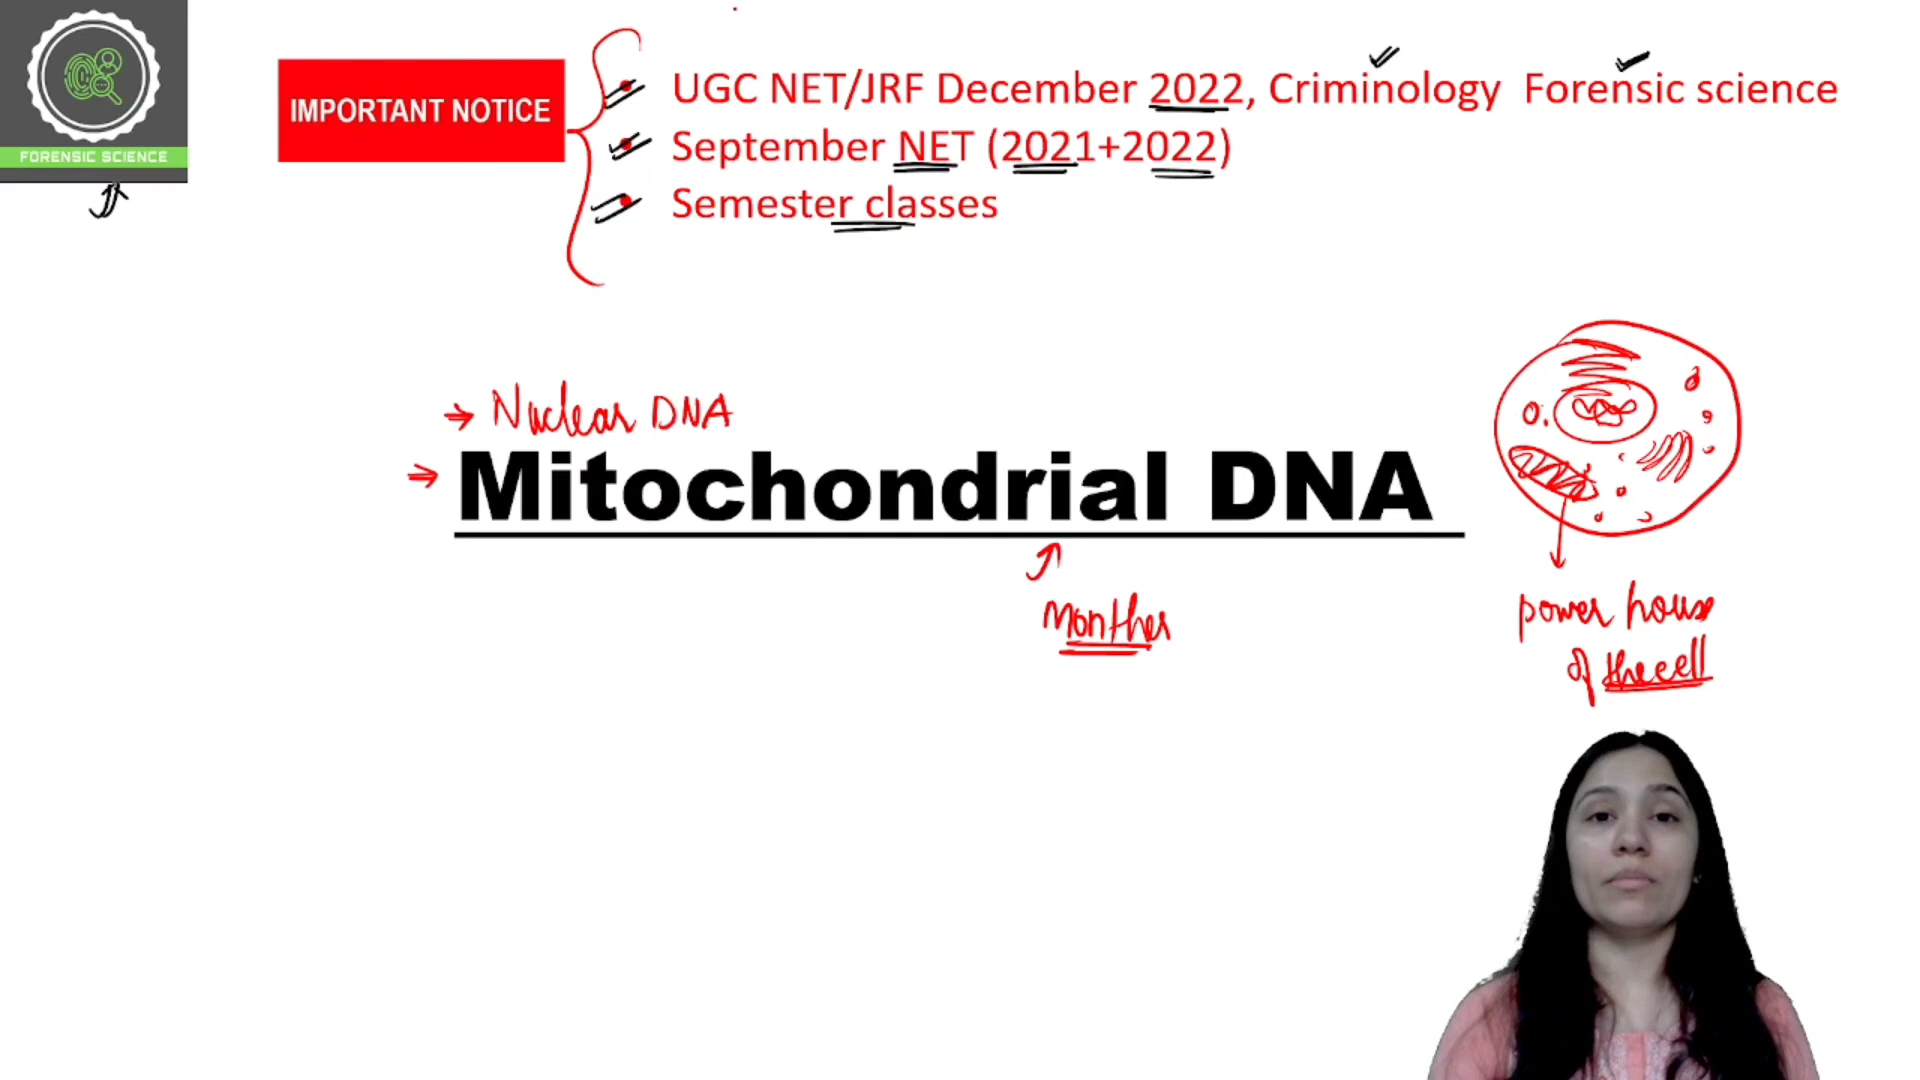 FORENSIC SCIENCE
IMPORTANT NOTICE
UGC NET/JRF December 2022, Criminology Forensic science
September NET (2021+2022)
Semester classes
Nuclear DNA
Mitochondrial DNA
Monther
power house
of the cell